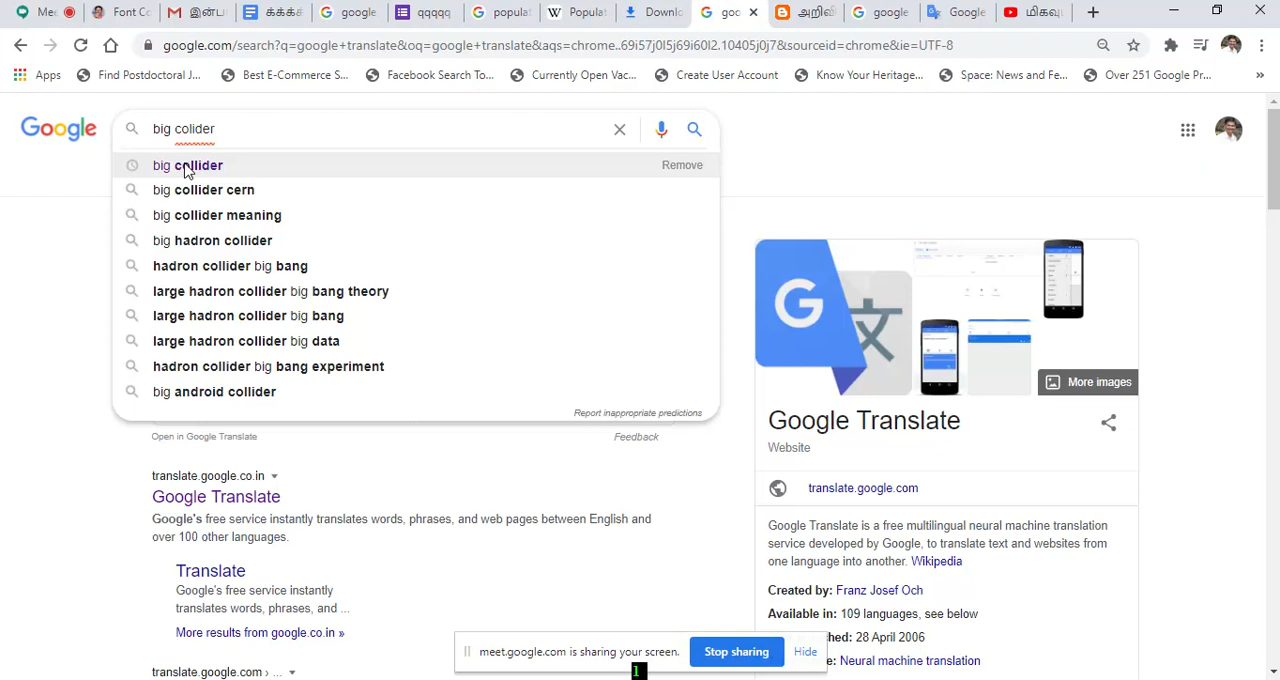 Mee
Font Co
இன்ப
க்க்க்
google
qqqqq
populat
Populat
Downlo
goo
அறிவி
google
Google
மிகவு
google.com/search?q=google+translate&oq=google+translate&aqs=chrome..69i57j0l5j69i60l2.10405j0j7&sourceid=chrome&ie=UTF-8
Apps
Find Postdoctoral J...
Best E-Commerce S...
Facebook Search To...
Currently Open Vac...
Create User Account
Know Your Heritage...
Space: News and Fe...
Over 251 Google Pr...
»
Google
big colider
big collider
Remove
big collider cern
big collider meaning
big hadron collider
hadron collider big bang
large hadron collider big bang theory
large hadron collider big bang
large hadron collider big data
hadron collider big bang experiment
big android collider
Report inappropriate predictions
Open in Google Translate
Feedback
translate.google.co.in
Google Translate
Google's free service instantly translates words, phrases, and web pages between English and
over 100 other languages.
Translate
Google's free service instantly
translates words, phrases, and ...
More results from google.co.in »
translate.google.com › ...
G 文
More images
Google Translate
Website
translate.google.com
Google Translate is a free multilingual neural machine translation
service developed by Google, to translate text and websites from
one language into another. Wikipedia
Created by: Franz Josef Och
Available in: 109 languages, see below
hed: 28 April 2006
e: Neural machine translation
meet.google.com is sharing your screen.
Stop sharing
Hide
1